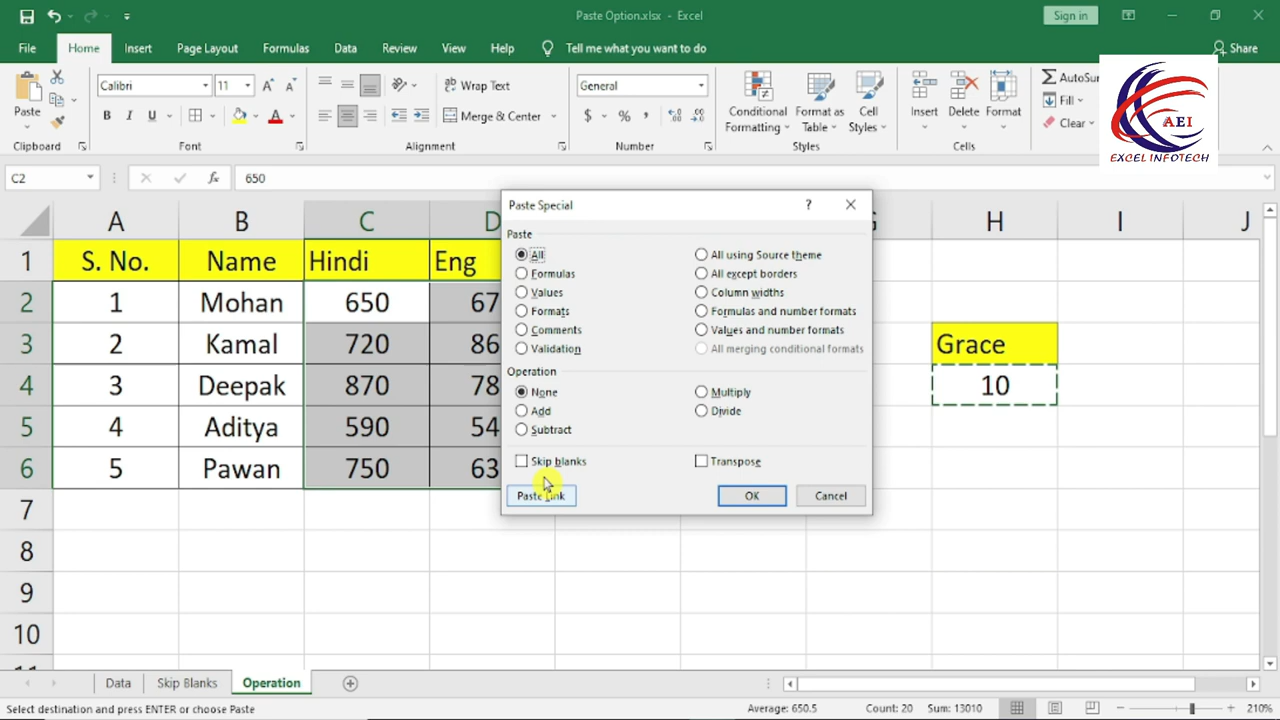 Paste Option.xlsx - Excel
Sign in
File Home Insert Page Layout Formulas Data Review View Help Tell me what you want to do Share
Paste
Calibri 11
B I U
Wrap Text
Merge & Center
General
$ % ,
Conditional Formatting
Format as Table
Cell Styles
Insert Delete Format
AutoSu
Fill
Clear
AEI
EXCEL INFOTECH
Clipboard Font Alignment Number Styles Cells
C2 fx 650
A B C D H I J
1 S. No. Name Hindi Eng
2 1 Mohan 650 67
3 2 Kamal 720 86 Grace
4 3 Deepak 870 78 10
5 4 Aditya 590 54
6 5 Pawan 750 63
7
8
9
10
Paste Special ?
Paste
All All using Source theme
Formulas All except borders
Values Column widths
Formats Formulas and number formats
Comments Values and number formats
Validation All merging conditional formats
Operation
None Multiply
Add Divide
Subtract
Skip blanks Transpose
Paste Link OK Cancel
Data Skip Blanks Operation
Select destination and press ENTER or choose Paste Average: 650.5 Count: 20 Sum: 13010 210%